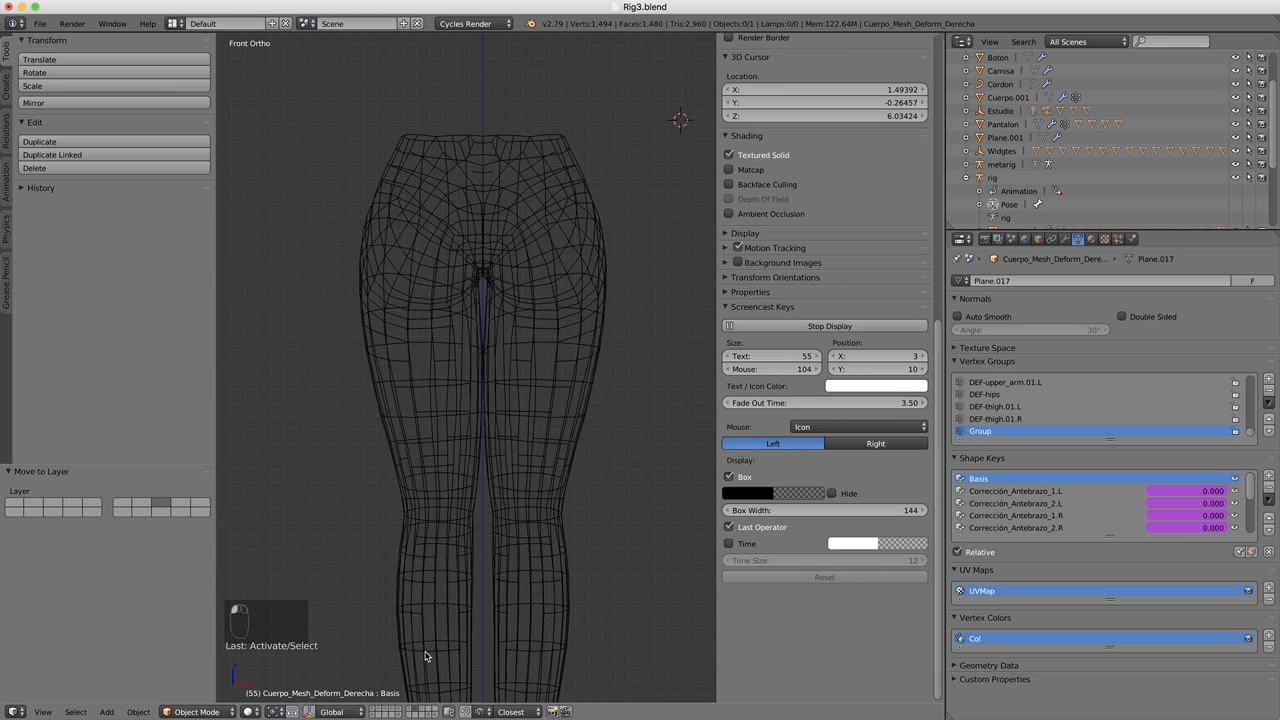 Rig3.blend
File Render Window Help Default Scene Cycles Render v2.79 | Verts:1,494 | Faces:1,480 | Tris:2,960 | Objects:0/1 | Lamps:0/0 | Mem:122.64M | Cuerpo_Mesh_Deform_Derecha
Tools
Create
Relations
Animation
Physics
Grease Pencil
Transform
Translate
Rotate
Scale
Mirror
Edit
Duplicate
Duplicate Linked
Delete
History
Move to Layer
Layer
Front Ortho
Last: Activate/Select
(55) Cuerpo_Mesh_Deform_Derecha : Basis
View Select Add Object Object Mode Global Closest
Render Border
3D Cursor
Location:
X: 1.49392
Y: -0.26457
Z: 6.03424
Shading
Textured Solid
Matcap
Backface Culling
Depth Of Field
Ambient Occlusion
Display
Motion Tracking
Background Images
Transform Orientations
Properties
Screencast Keys
Stop Display
Size: Position:
Text: 55 X: 3
Mouse: 104 Y: 10
Text / Icon Color:
Fade Out Time: 3.50
Mouse: Icon
Left Right
Display:
Box
Hide
Box Width: 144
Last Operator
Time
Time Size: 12
Reset
View Search All Scenes
Boton
Camisa
Cordon
Cuerpo.001
Estudio
Pantalon
Plane.001
Widgtes
metarig
rig
Animation
Pose
rig
Cuerpo_Mesh_Deform_Dere... Plane.017
Plane.017 F
Normals
Auto Smooth Double Sided
Angle: 30°
Texture Space
Vertex Groups
DEF-upper_arm.01.L
DEF-hips
DEF-thigh.01.L
DEF-thigh.01.R
Group
Shape Keys
Basis
Corrección_Antebrazo_1.L 0.000
Corrección_Antebrazo_2.L 0.000
Corrección_Antebrazo_1.R 0.000
Corrección_Antebrazo_2.R 0.000
Relative
UV Maps
UVMap
Vertex Colors
Col
Geometry Data
Custom Properties